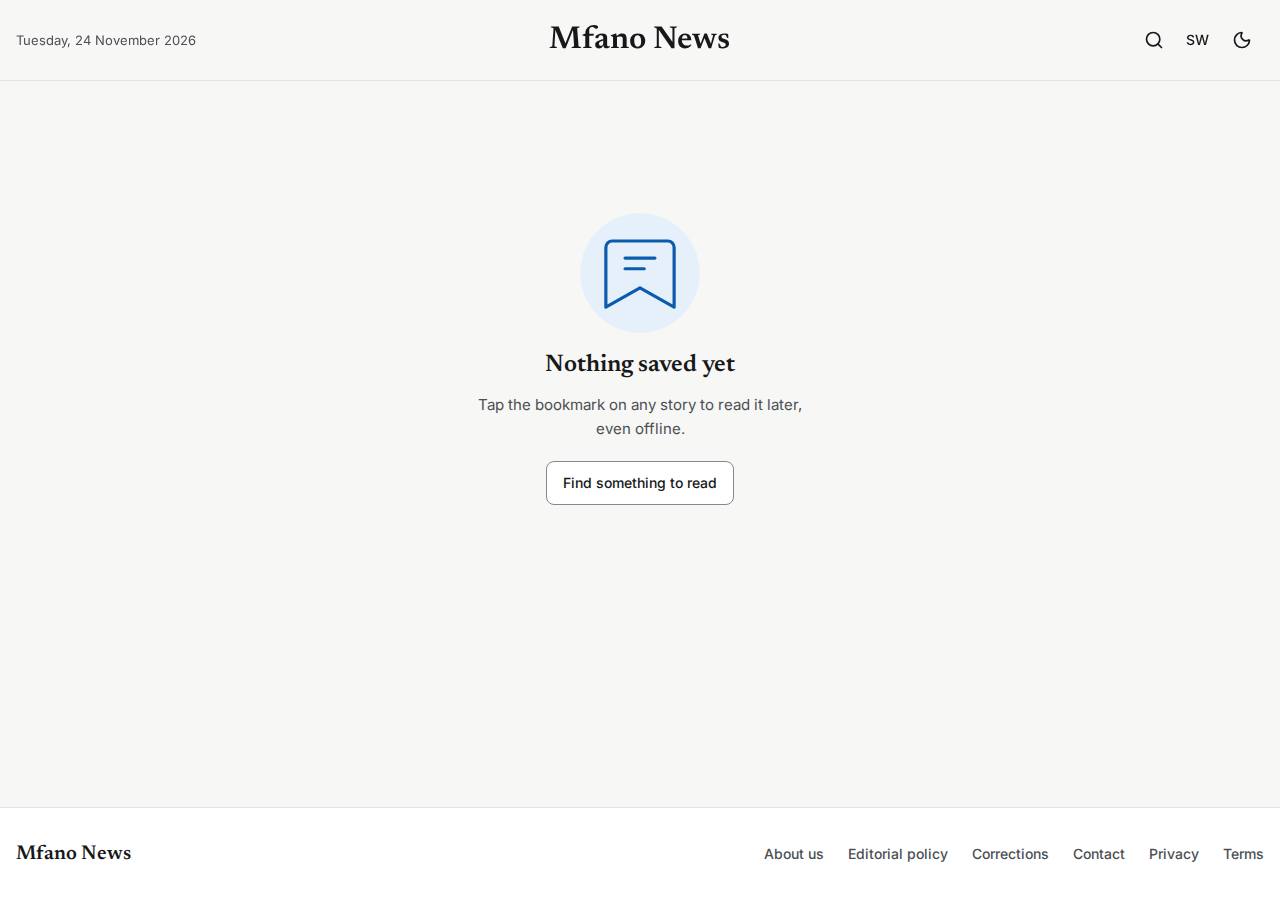 Tuesday, 24 November 2026
Mfano News
SW
Nothing saved yet
Tap the bookmark on any story to read it later,
even offline.
Find something to read
Mfano News
About us
Editorial policy
Corrections
Contact
Privacy
Terms